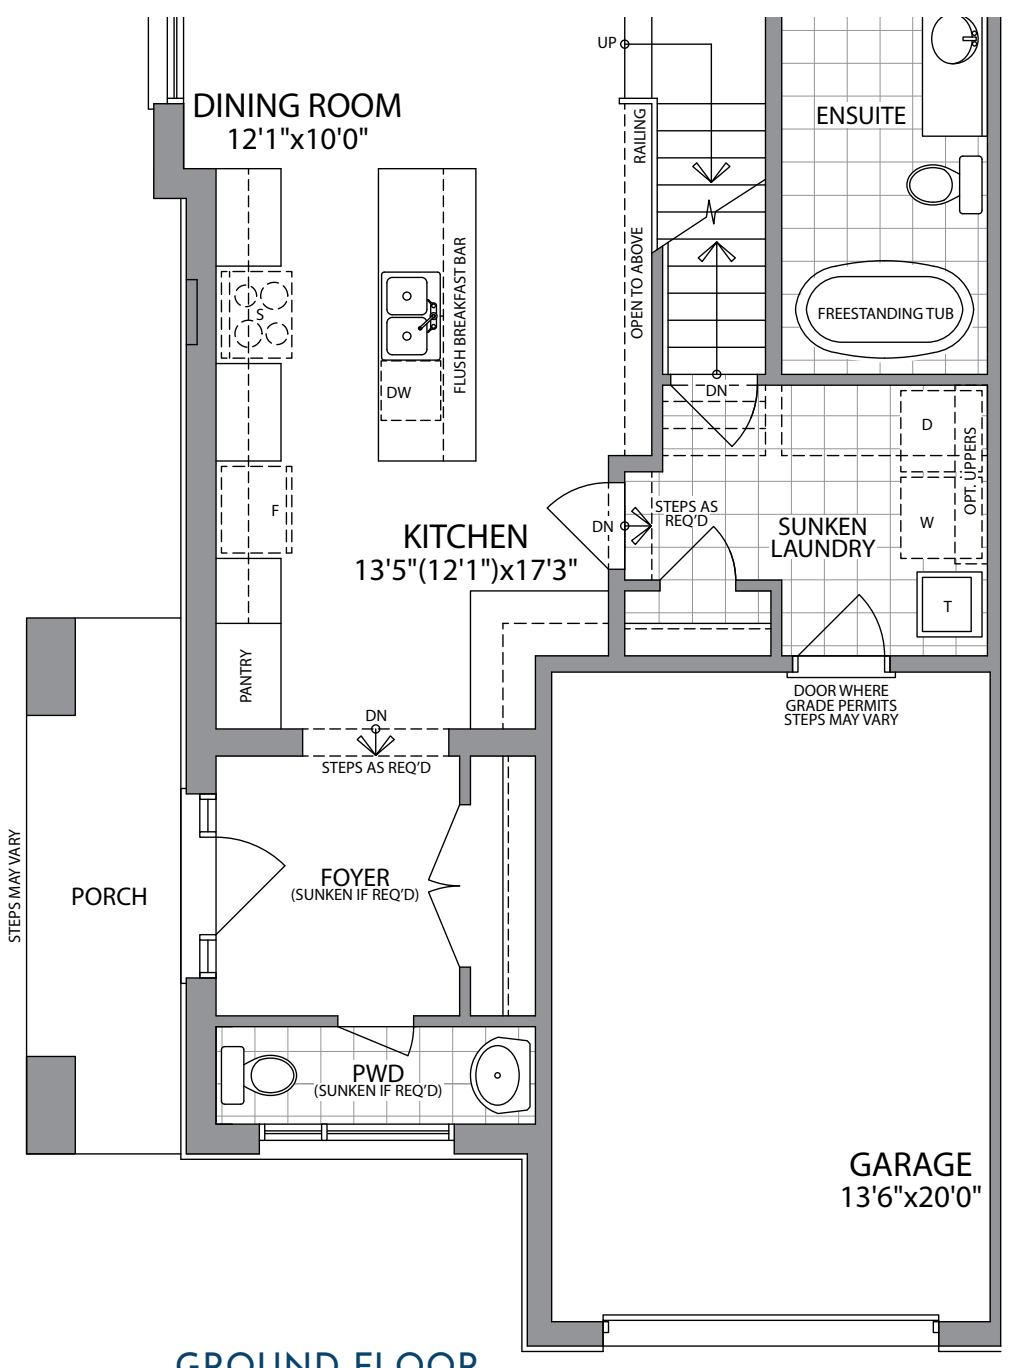 UP
DINING ROOM
12'1"x10'0"
RAILING
ENSUITE
OPEN TO ABOVE
FLUSH BREAKFAST BAR
S
FREESTANDING TUB
DW
DN
D
OPT. UPPERS
F
KITCHEN
13'5"(12'1")x17'3"
DN
STEPS AS
REQ'D
SUNKEN
LAUNDRY
W
T
PANTRY
DN
STEPS AS REQ'D
DOOR WHERE
GRADE PERMITS
STEPS MAY VARY
STEPS MAY VARY
PORCH
FOYER
(SUNKEN IF REQ'D)
PWD
(SUNKEN IF REQ'D)
GARAGE
13'6"x20'0"
GROUND FLOOR